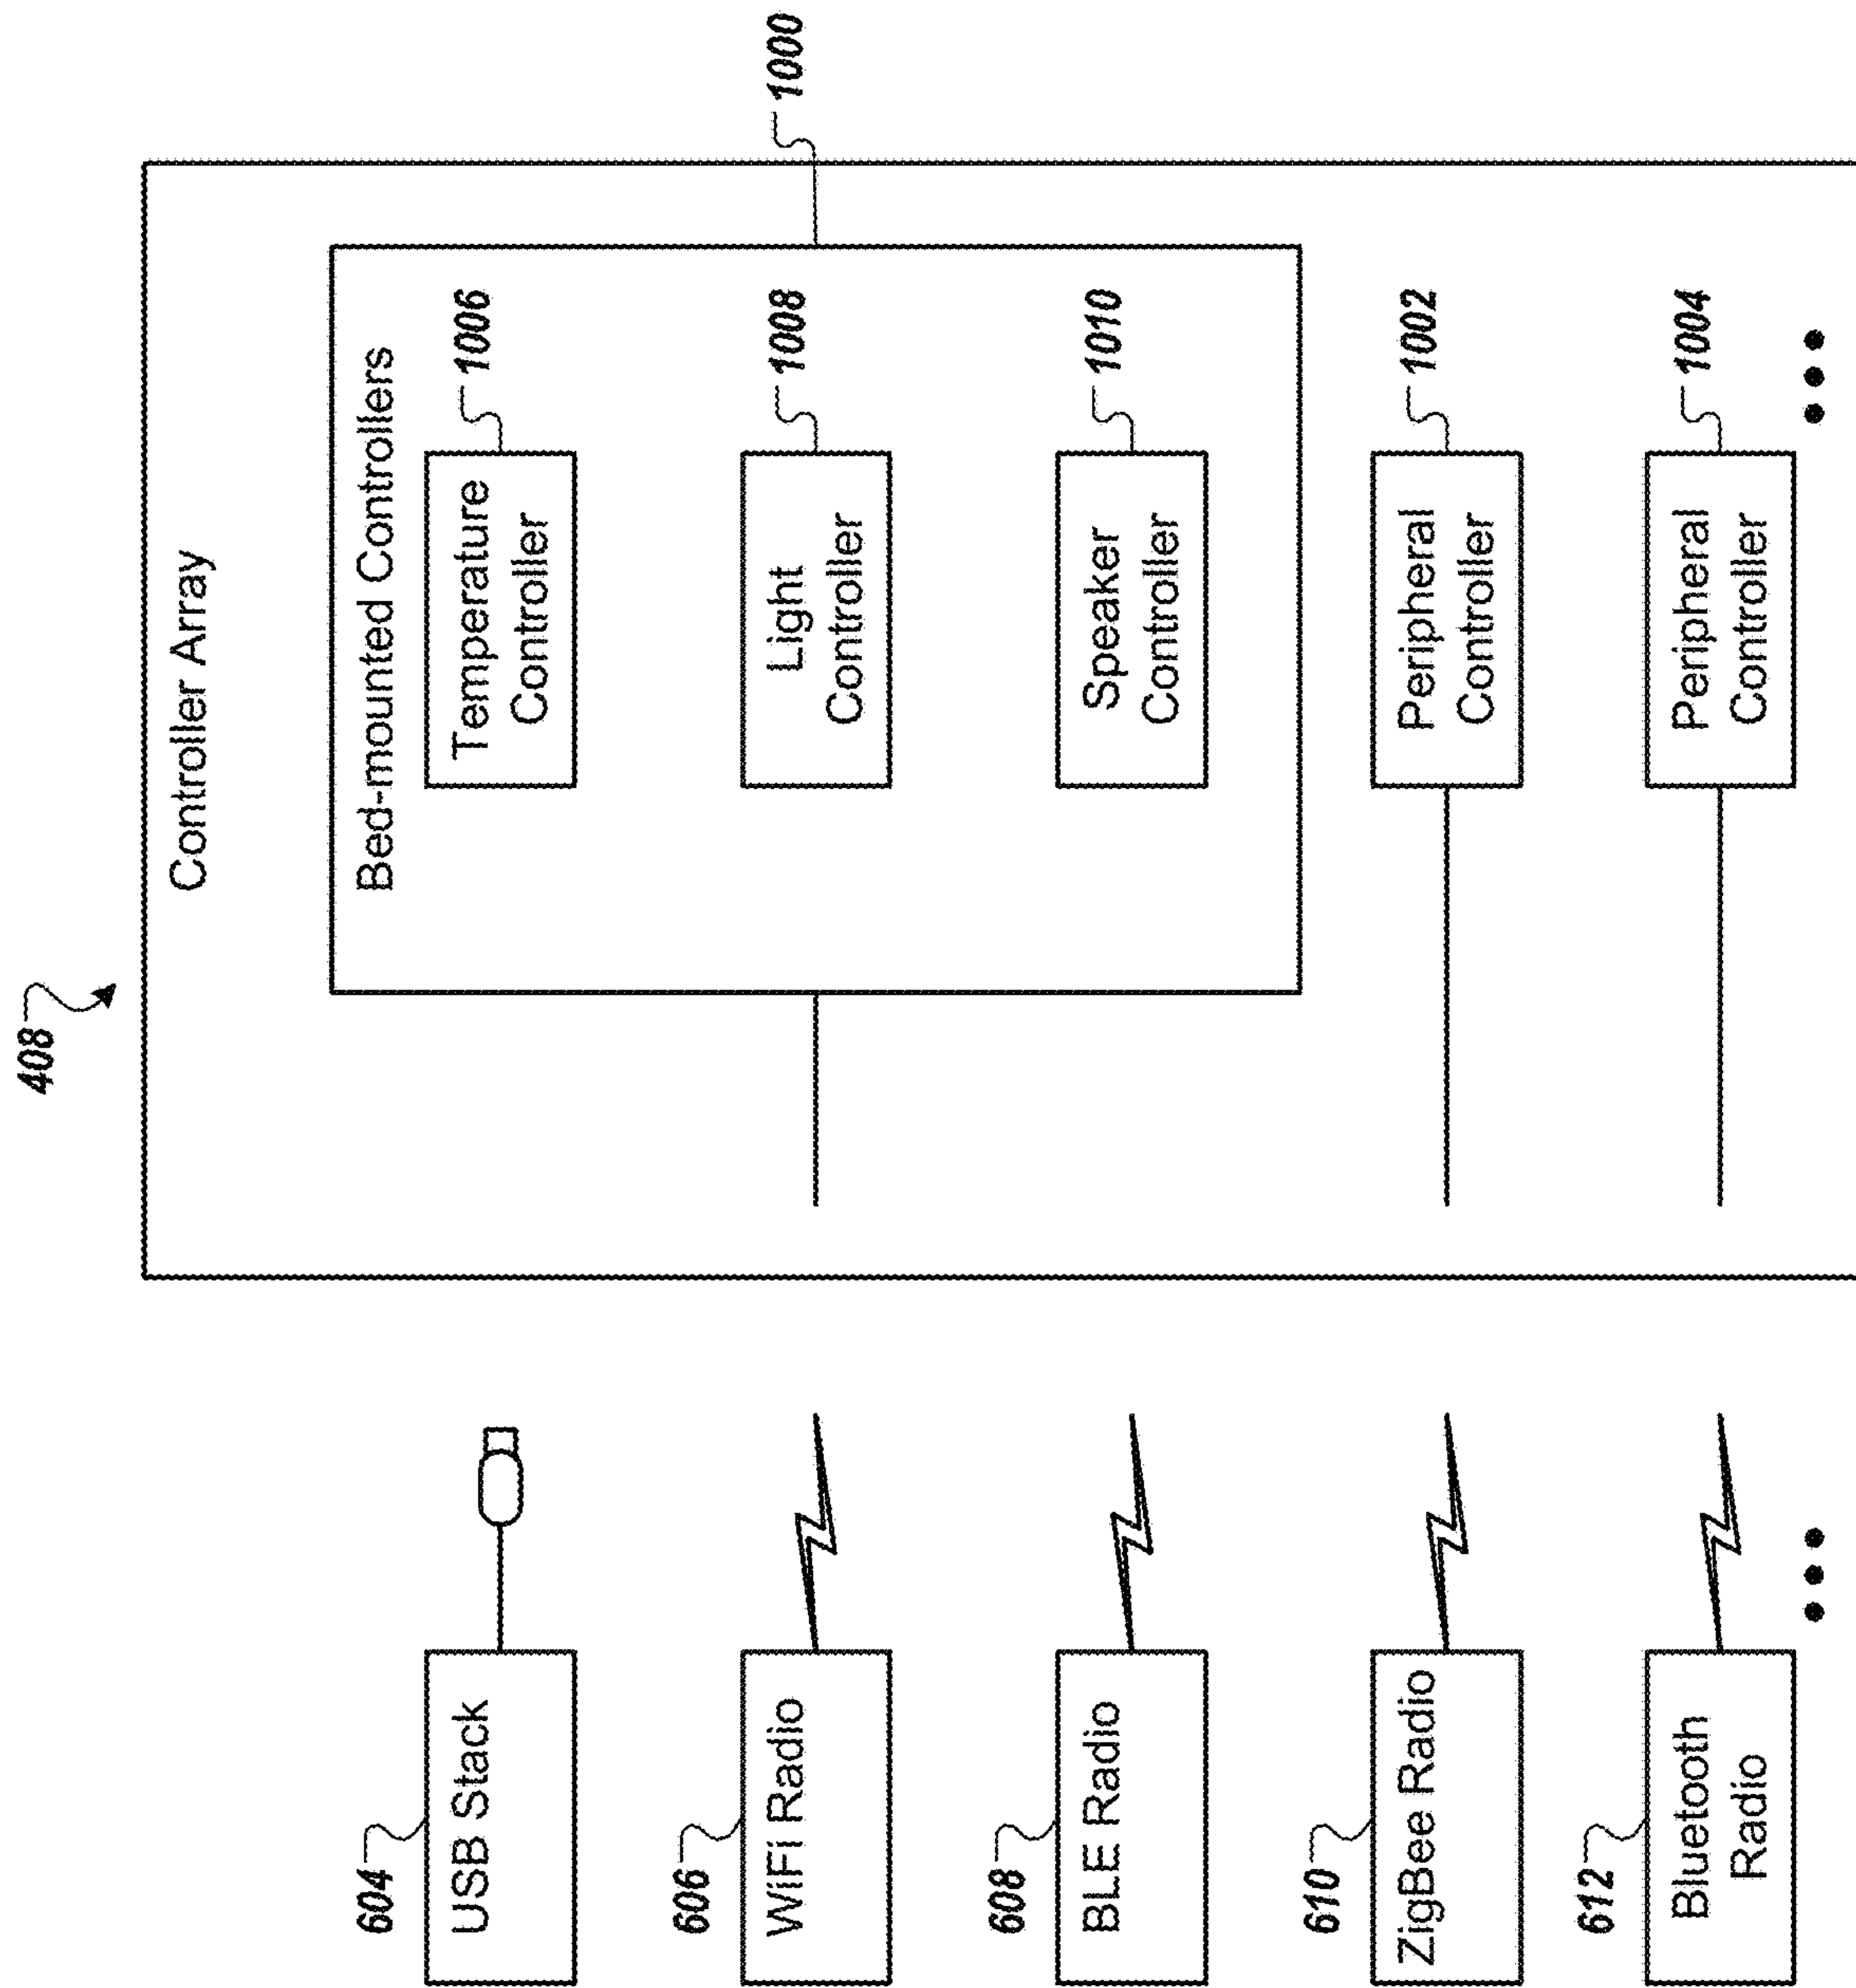 408
Controller Array
604
USB Stack
Bed-mounted Controllers
Temperature
Controller
1006
606
WiFi Radio
Light
Controller
1008
1000
608
BLE Radio
Speaker
Controller
1010
610
ZigBee Radio
Peripheral
Controller
1002
612
Bluetooth
Radio
Peripheral
Controller
1004